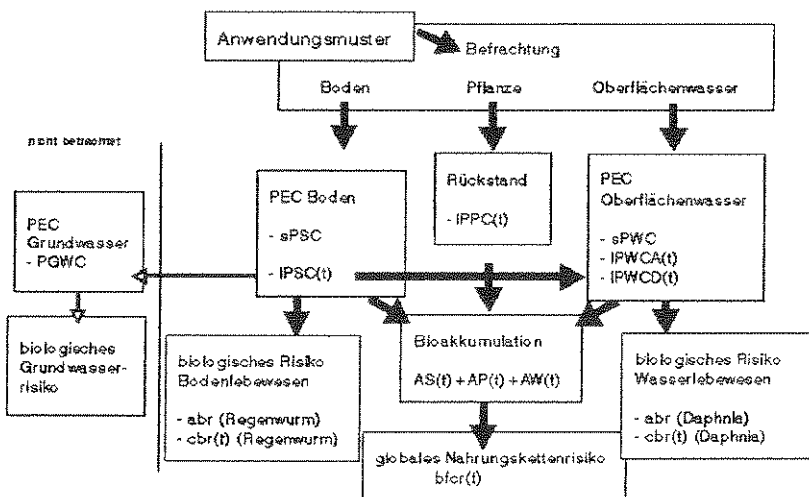 Anwendungsmuster
Befrachtung
Boden
Pflanze
Oberflächenwasser
nicht betrachtet
PEC
Grundwasser
- PGWC
PEC Boden
- sPSC
- lPSC(t)
Rückstand
- lPPC(t)
PEC
Oberflächenwasser
- sPWC
- lPWCA(t)
- lPWCD(t)
biologisches
Grundwasser-
risiko
biologisches Risiko
Bodenlebewesen
- abr (Regenwurm)
- cbr(t) (Regenwurm)
Bioakkumulation
AS(t) + AP(t) + AW(t)
biologisches Risiko
Wasserlebewesen
- abr (Daphnia)
- cbr(t) (Daphnia)
globales Nahrungskettenrisiko
bfcr(t)